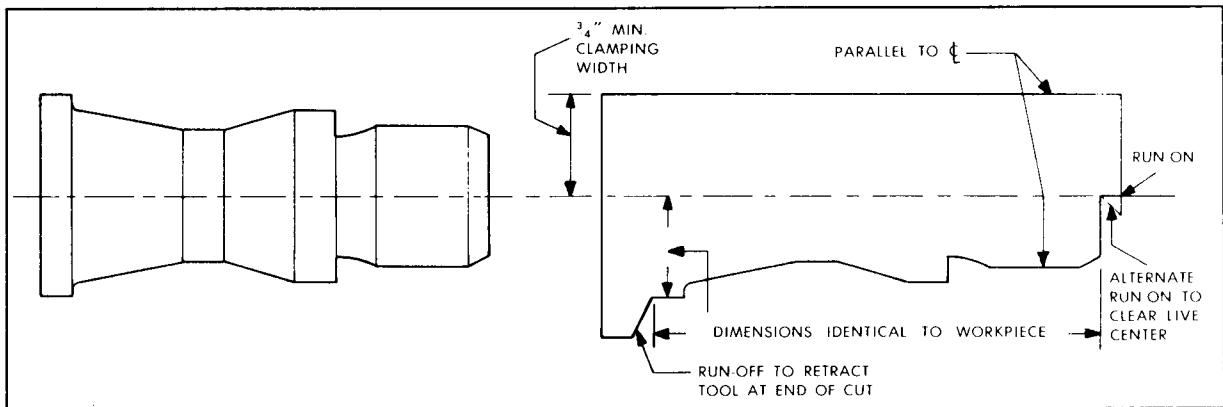 3/4" MIN.
CLAMPING
WIDTH
PARALLEL TO ℄
RUN ON
ALTERNATE
RUN ON TO
CLEAR LIVE
CENTER
DIMENSIONS IDENTICAL TO WORKPIECE
RUN-OFF TO RETRACT
TOOL AT END OF CUT